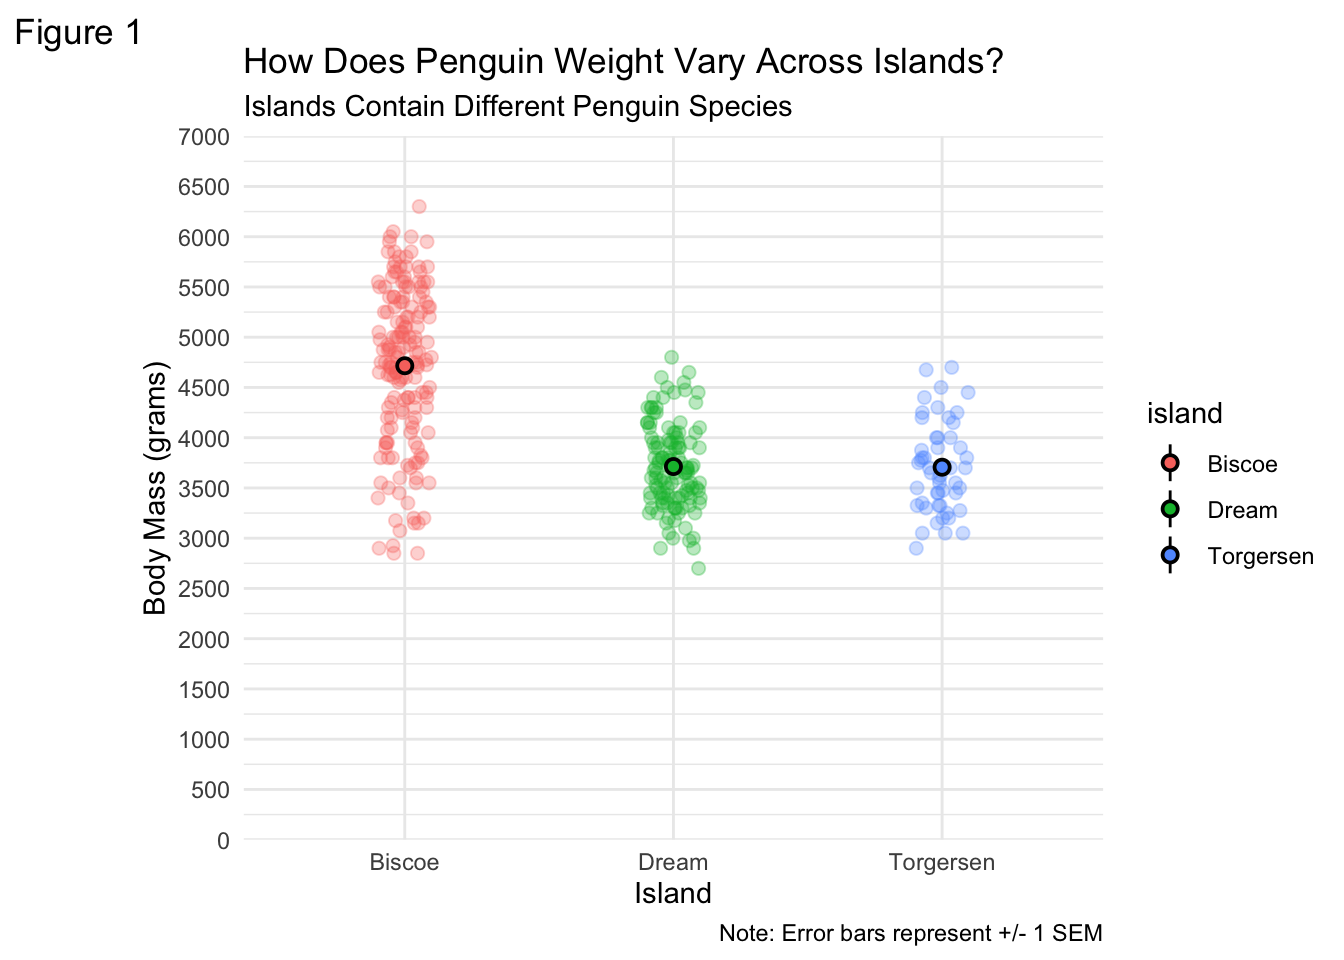 Figure 1
How Does Penguin Weight Vary Across Islands?
Islands Contain Different Penguin Species
7000
6500
6000
5500
5000
4500
4000
3500
3000
2500
2000
1500
1000
500
0
Body Mass (grams)
Biscoe
Dream
Torgersen
Island
island
Biscoe
Dream
Torgersen
Note: Error bars represent +/- 1 SEM